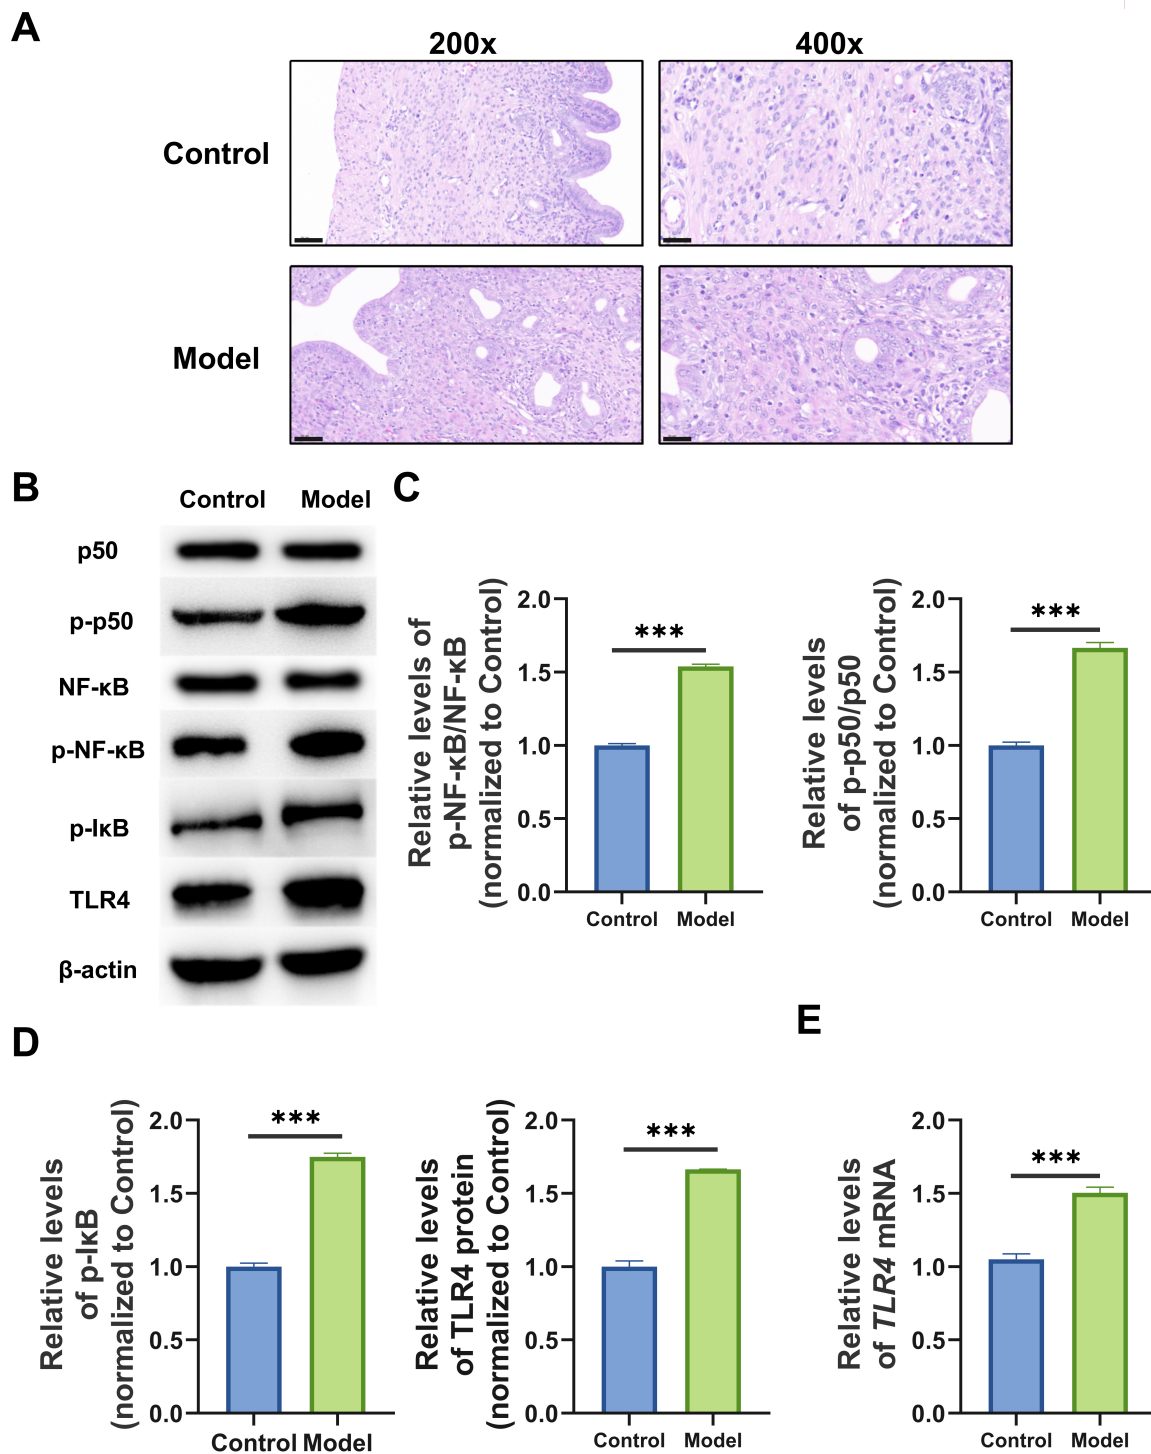 A
200x 400x
Control
Model
B
Control Model
p50
p-p50
NF-κB
p-NF-κB
p-IκB
TLR4
β-actin
C
Relative levels of
p-NF-κB/NF-κB
(normalized to Control)
2.0
1.5
1.0
0.5
0.0
***
Control Model
Relative levels
of p-p50/p50
(normalized to Control)
2.0
1.5
1.0
0.5
0.0
***
Control Model
D
Relative levels
of p-IκB
(normalized to Control)
2.0
1.5
1.0
0.5
0.0
***
Control Model
Relative levels
of TLR4 protein
(normalized to Control)
2.0
1.5
1.0
0.5
0.0
***
Control Model
E
Relative levels
of TLR4 mRNA
2.0
1.5
1.0
0.5
0.0
***
Control Model